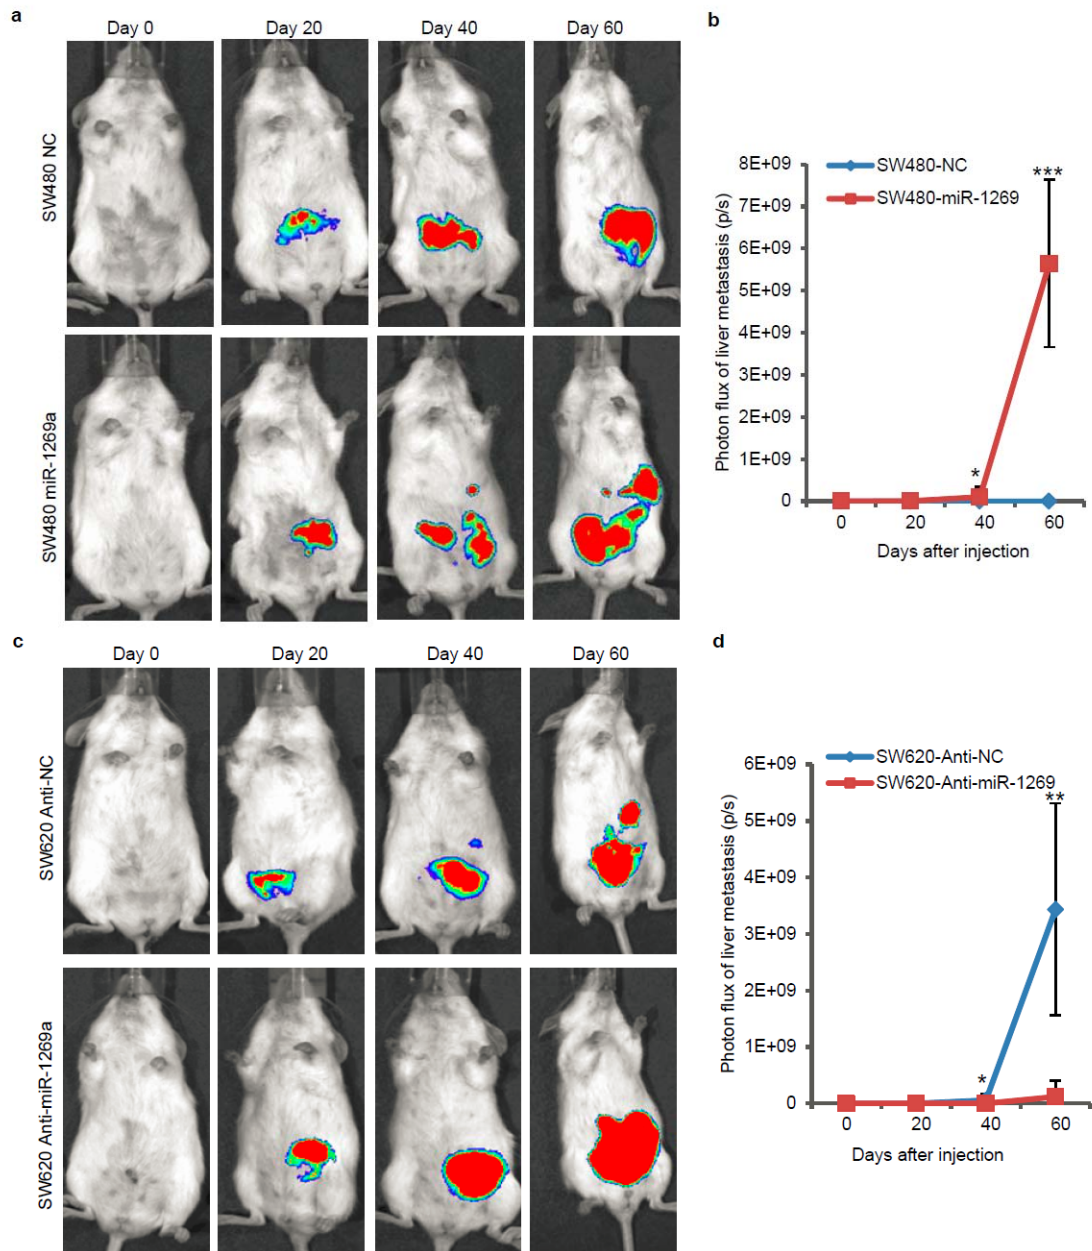 a
Day 0 Day 20 Day 40 Day 60
SW480 NC
SW480 miR-1269a
b
SW480-NC
SW480-miR-1269
Photon flux of liver metastasis (p/s)
8E+09
7E+09
6E+09
5E+09
4E+09
3E+09
2E+09
1E+09
0
***
*
0 20 40 60
Days after injection
c
Day 0 Day 20 Day 40 Day 60
SW620 Anti-NC
SW620 Anti-miR-1269a
d
SW620-Anti-NC
SW620-Anti-miR-1269
Photon flux of liver metastasis (p/s)
6E+09
5E+09
4E+09
3E+09
2E+09
1E+09
0
**
*
0 20 40 60
Days after injection